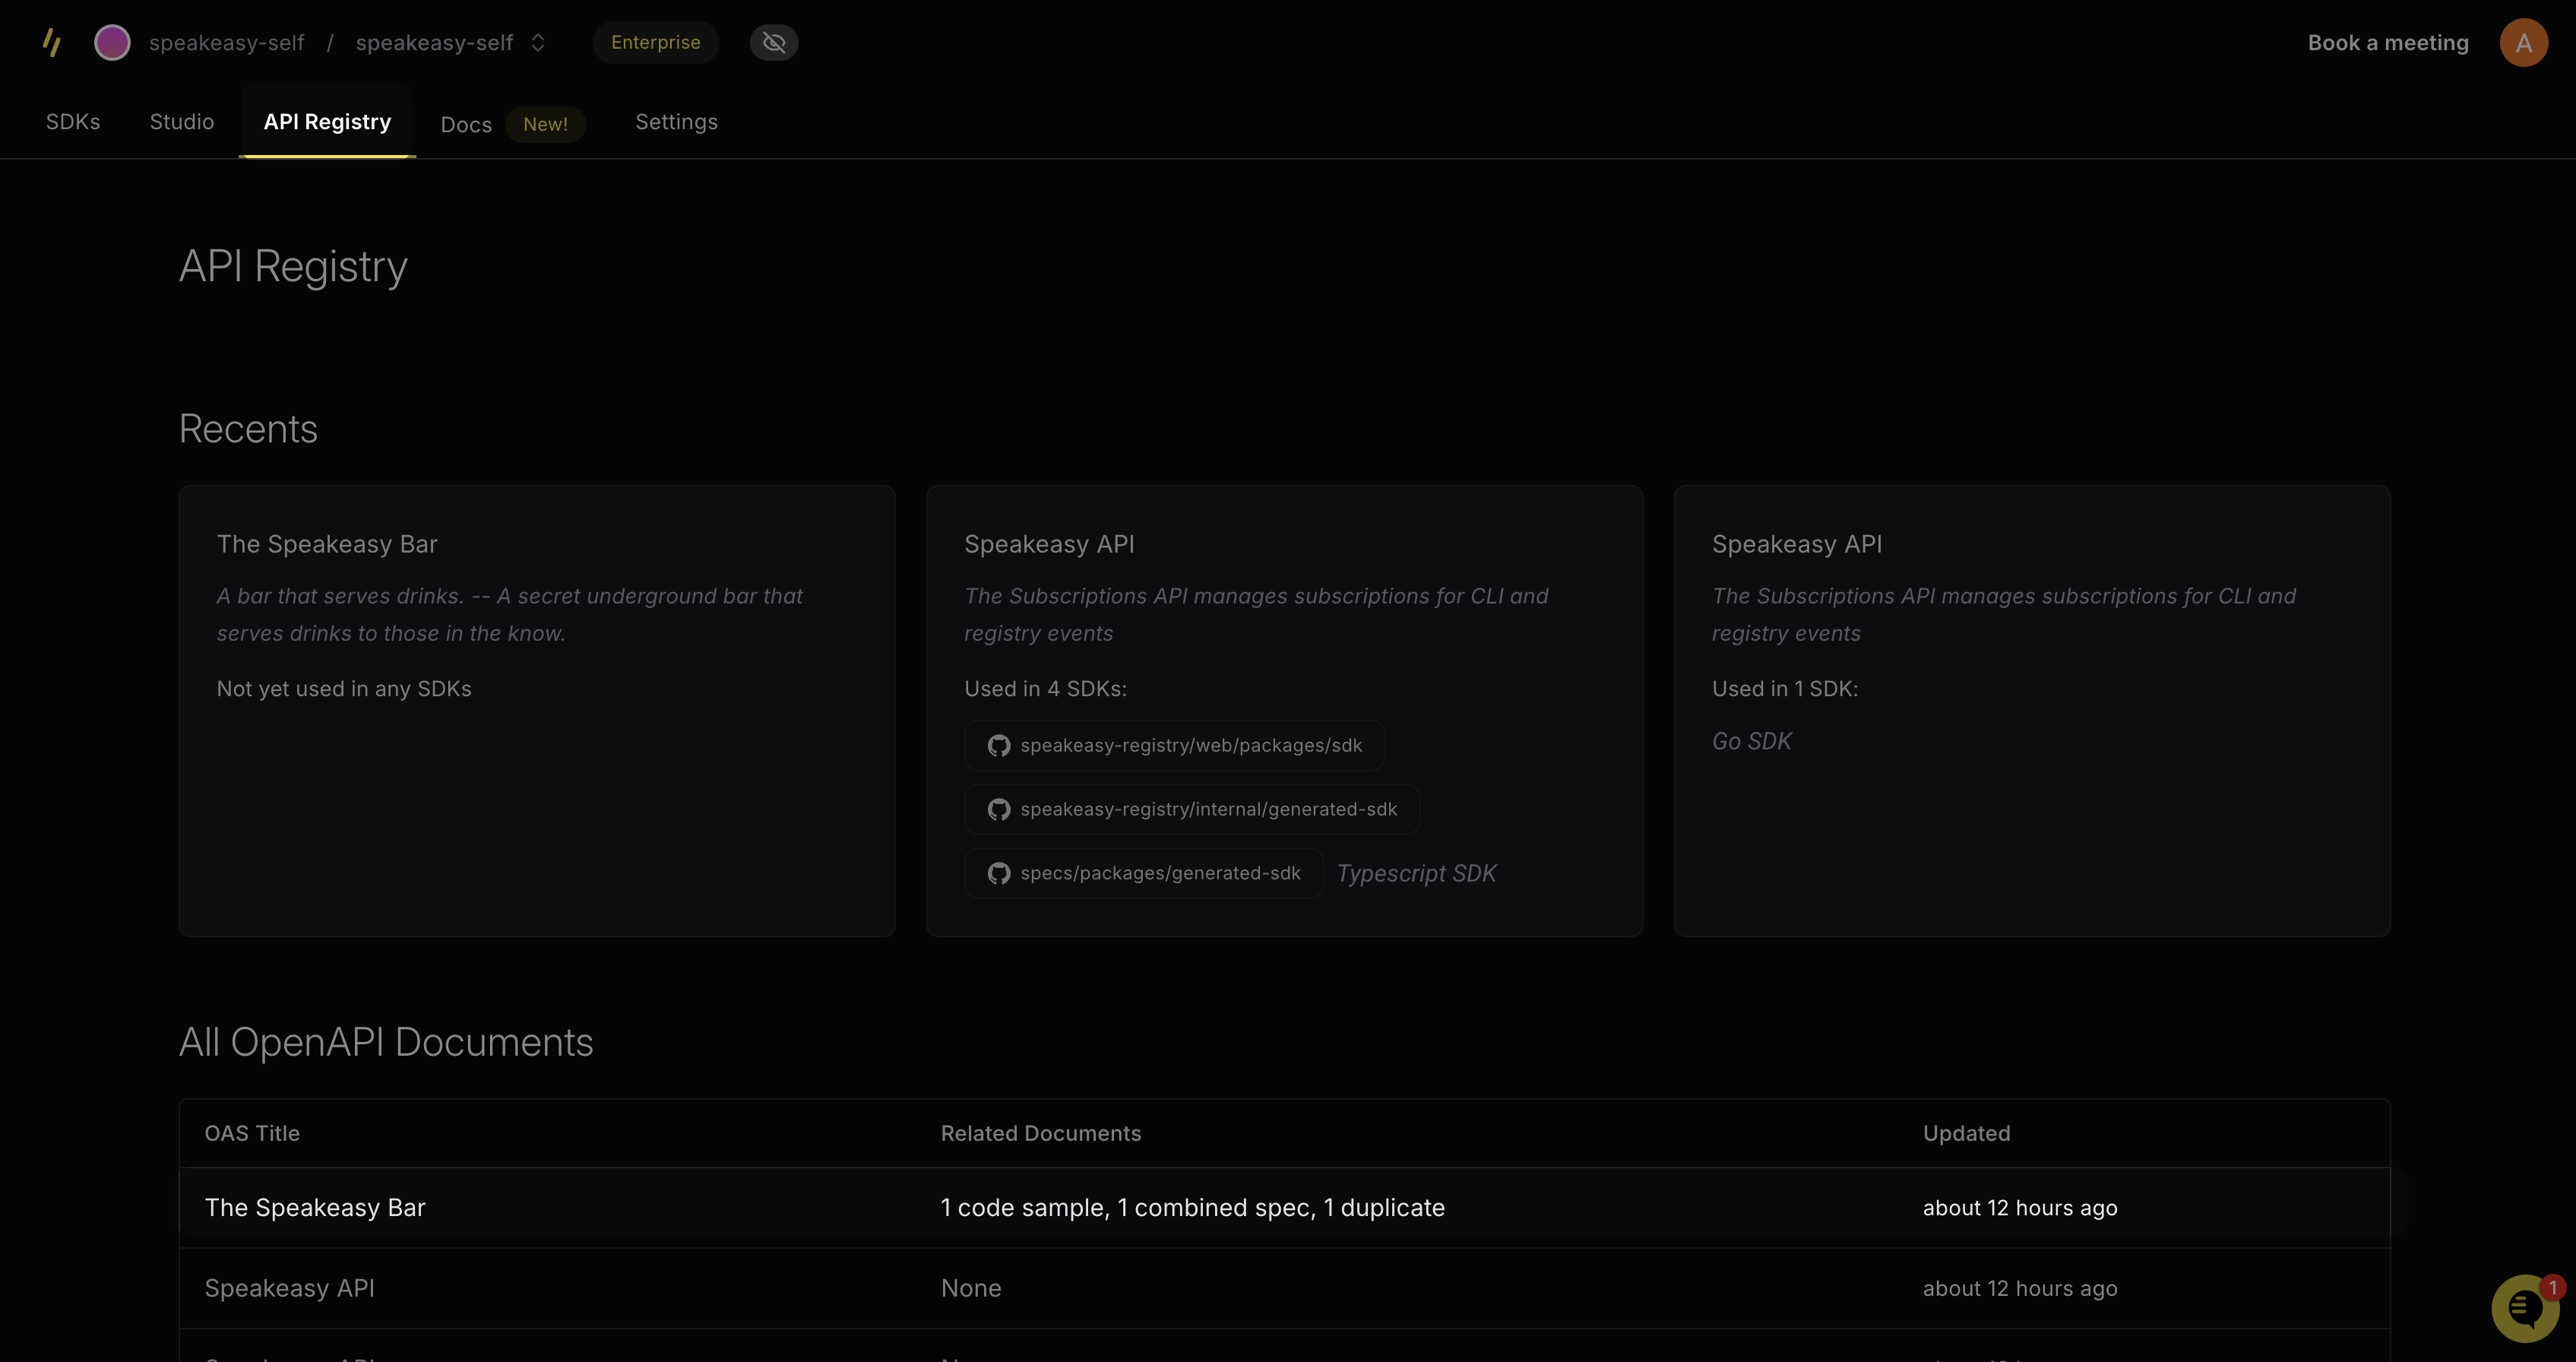 speakeasy-self / speakeasy-self Enterprise Book a meeting A
SDKs Studio API Registry Docs New! Settings
API Registry
Recents
The Speakeasy Bar
A bar that serves drinks. -- A secret underground bar that
serves drinks to those in the know.
Not yet used in any SDKs
Speakeasy API
The Subscriptions API manages subscriptions for CLI and
registry events
Used in 4 SDKs:
speakeasy-registry/web/packages/sdk
speakeasy-registry/internal/generated-sdk
specs/packages/generated-sdk Typescript SDK
Speakeasy API
The Subscriptions API manages subscriptions for CLI and
registry events
Used in 1 SDK:
Go SDK
All OpenAPI Documents
OAS Title Related Documents Updated
The Speakeasy Bar 1 code sample, 1 combined spec, 1 duplicate about 12 hours ago
Speakeasy API None about 12 hours ago
1